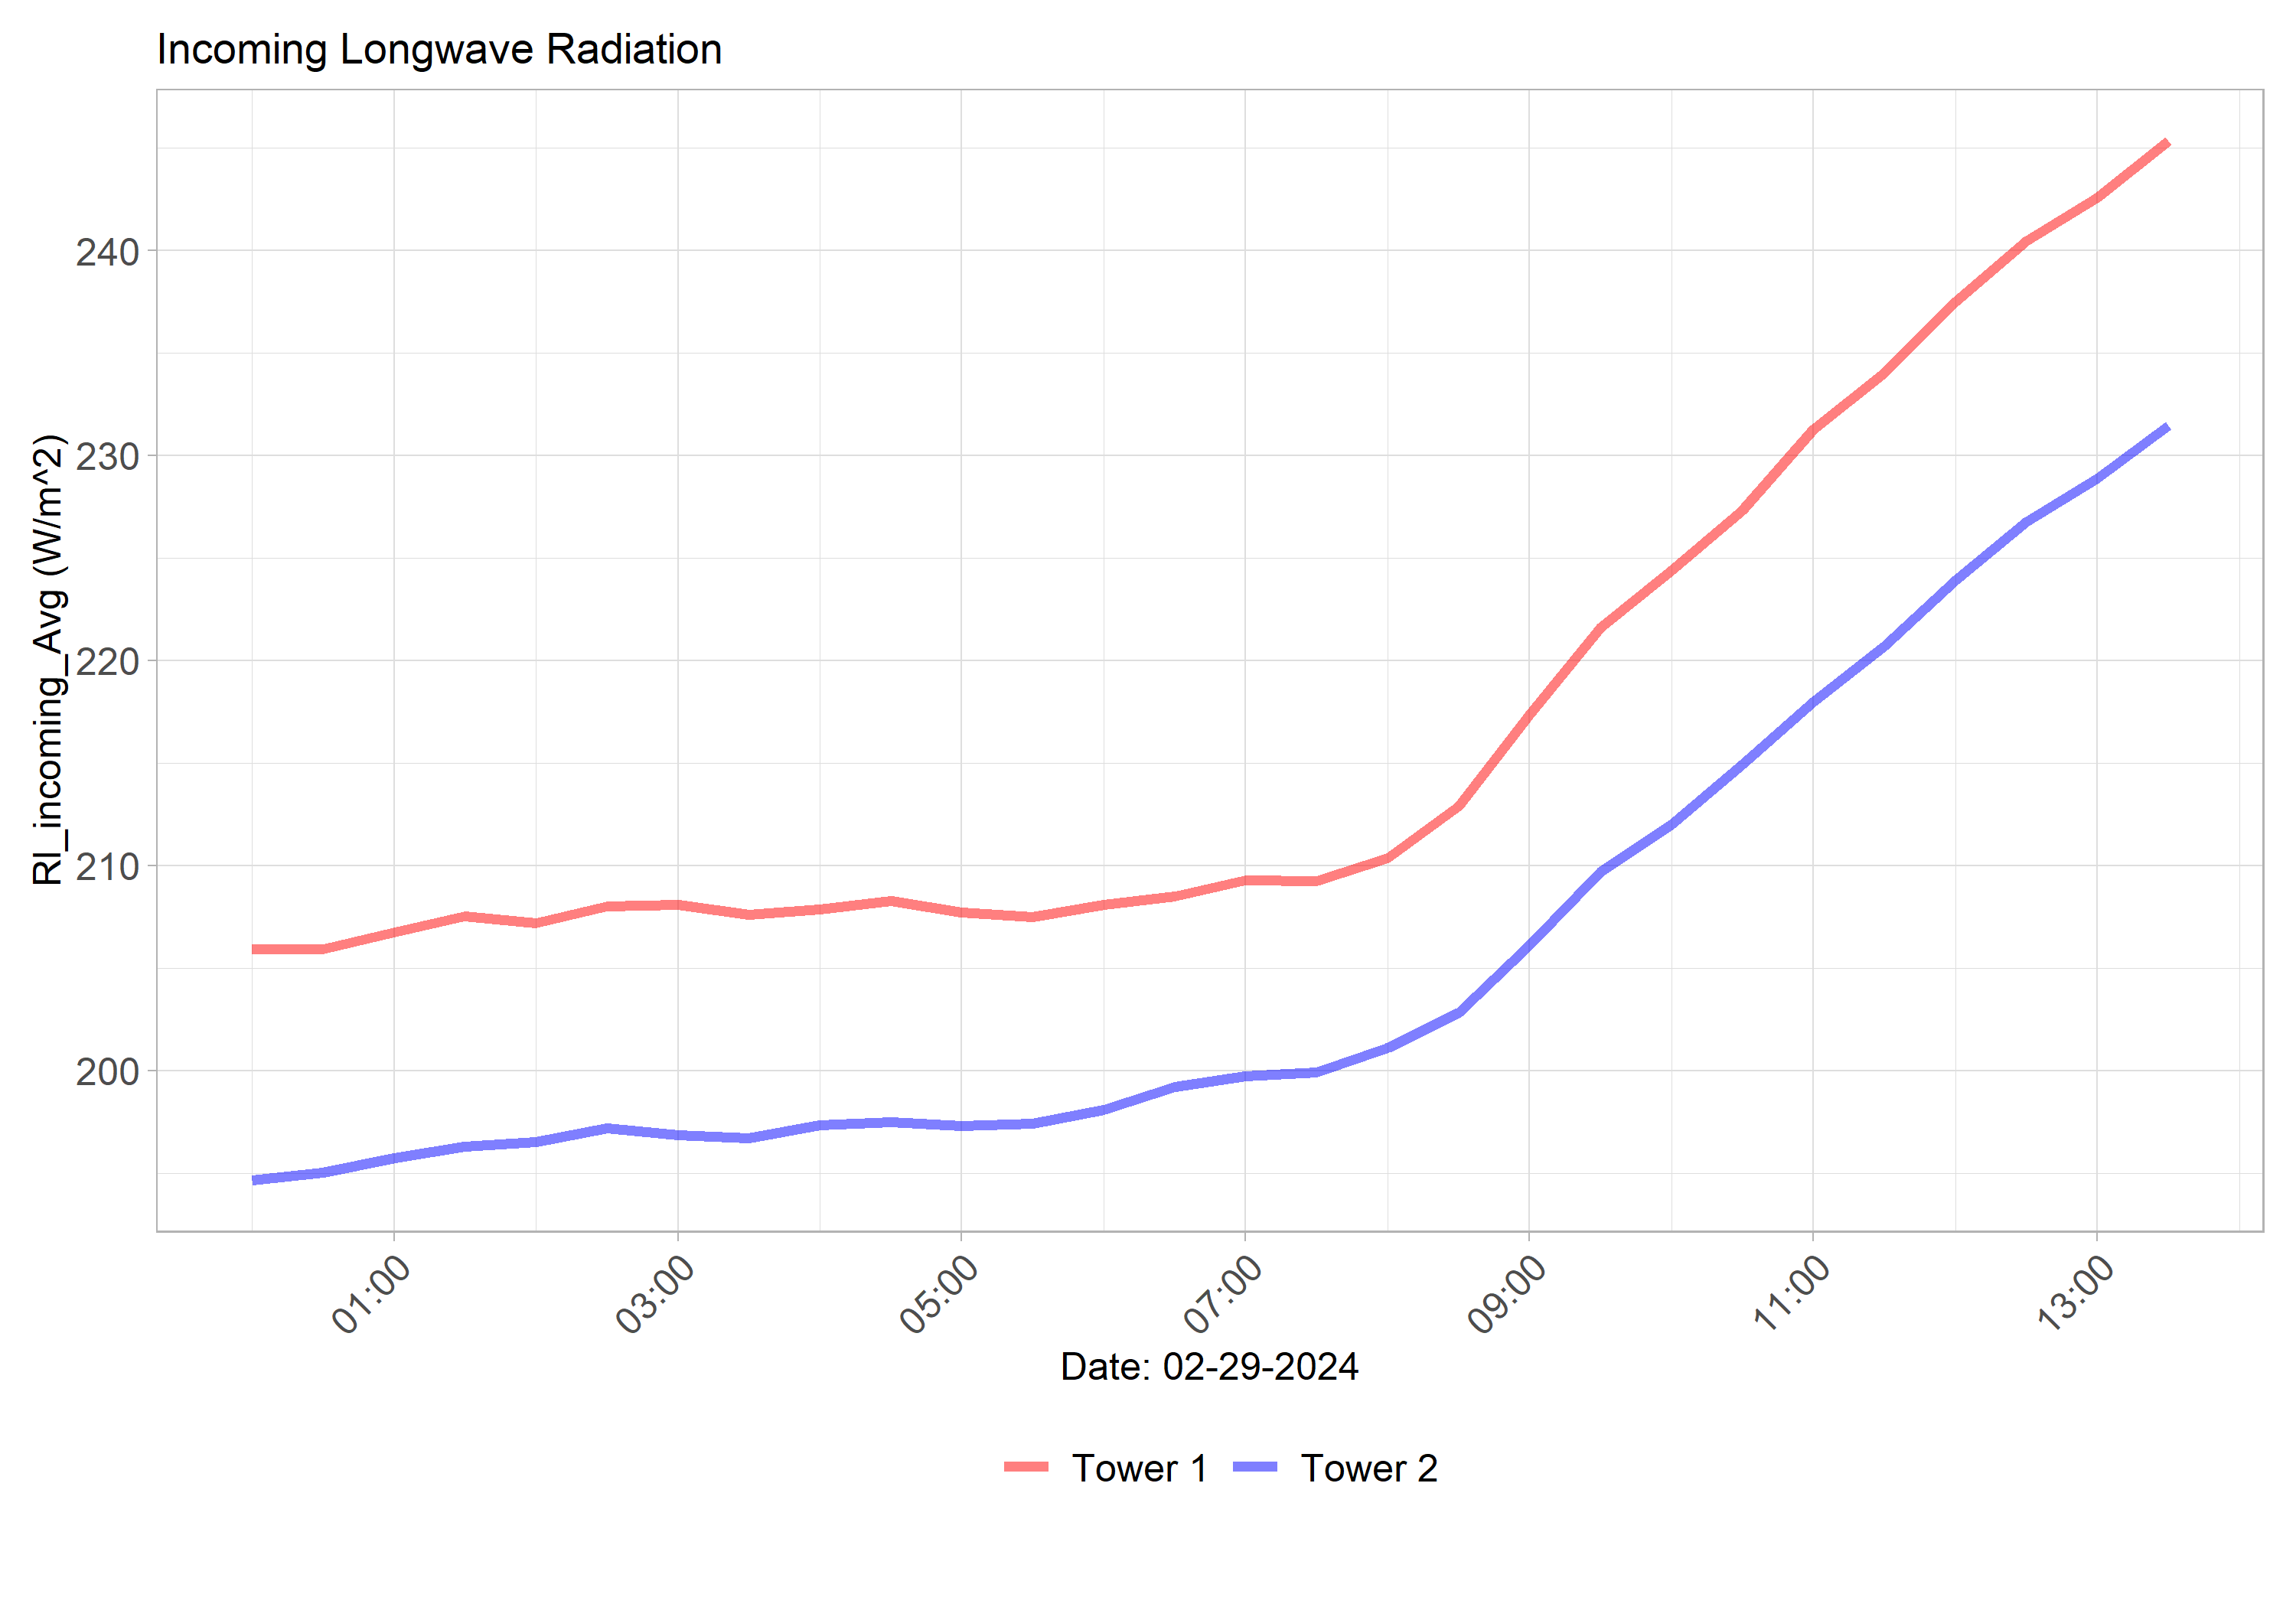 Incoming Longwave Radiation
Rl_incoming_Avg (W/m^2)
240
230
220
210
200
01:00 03:00 05:00 07:00 09:00 11:00 13:00
Date: 02-29-2024
Tower 1 Tower 2